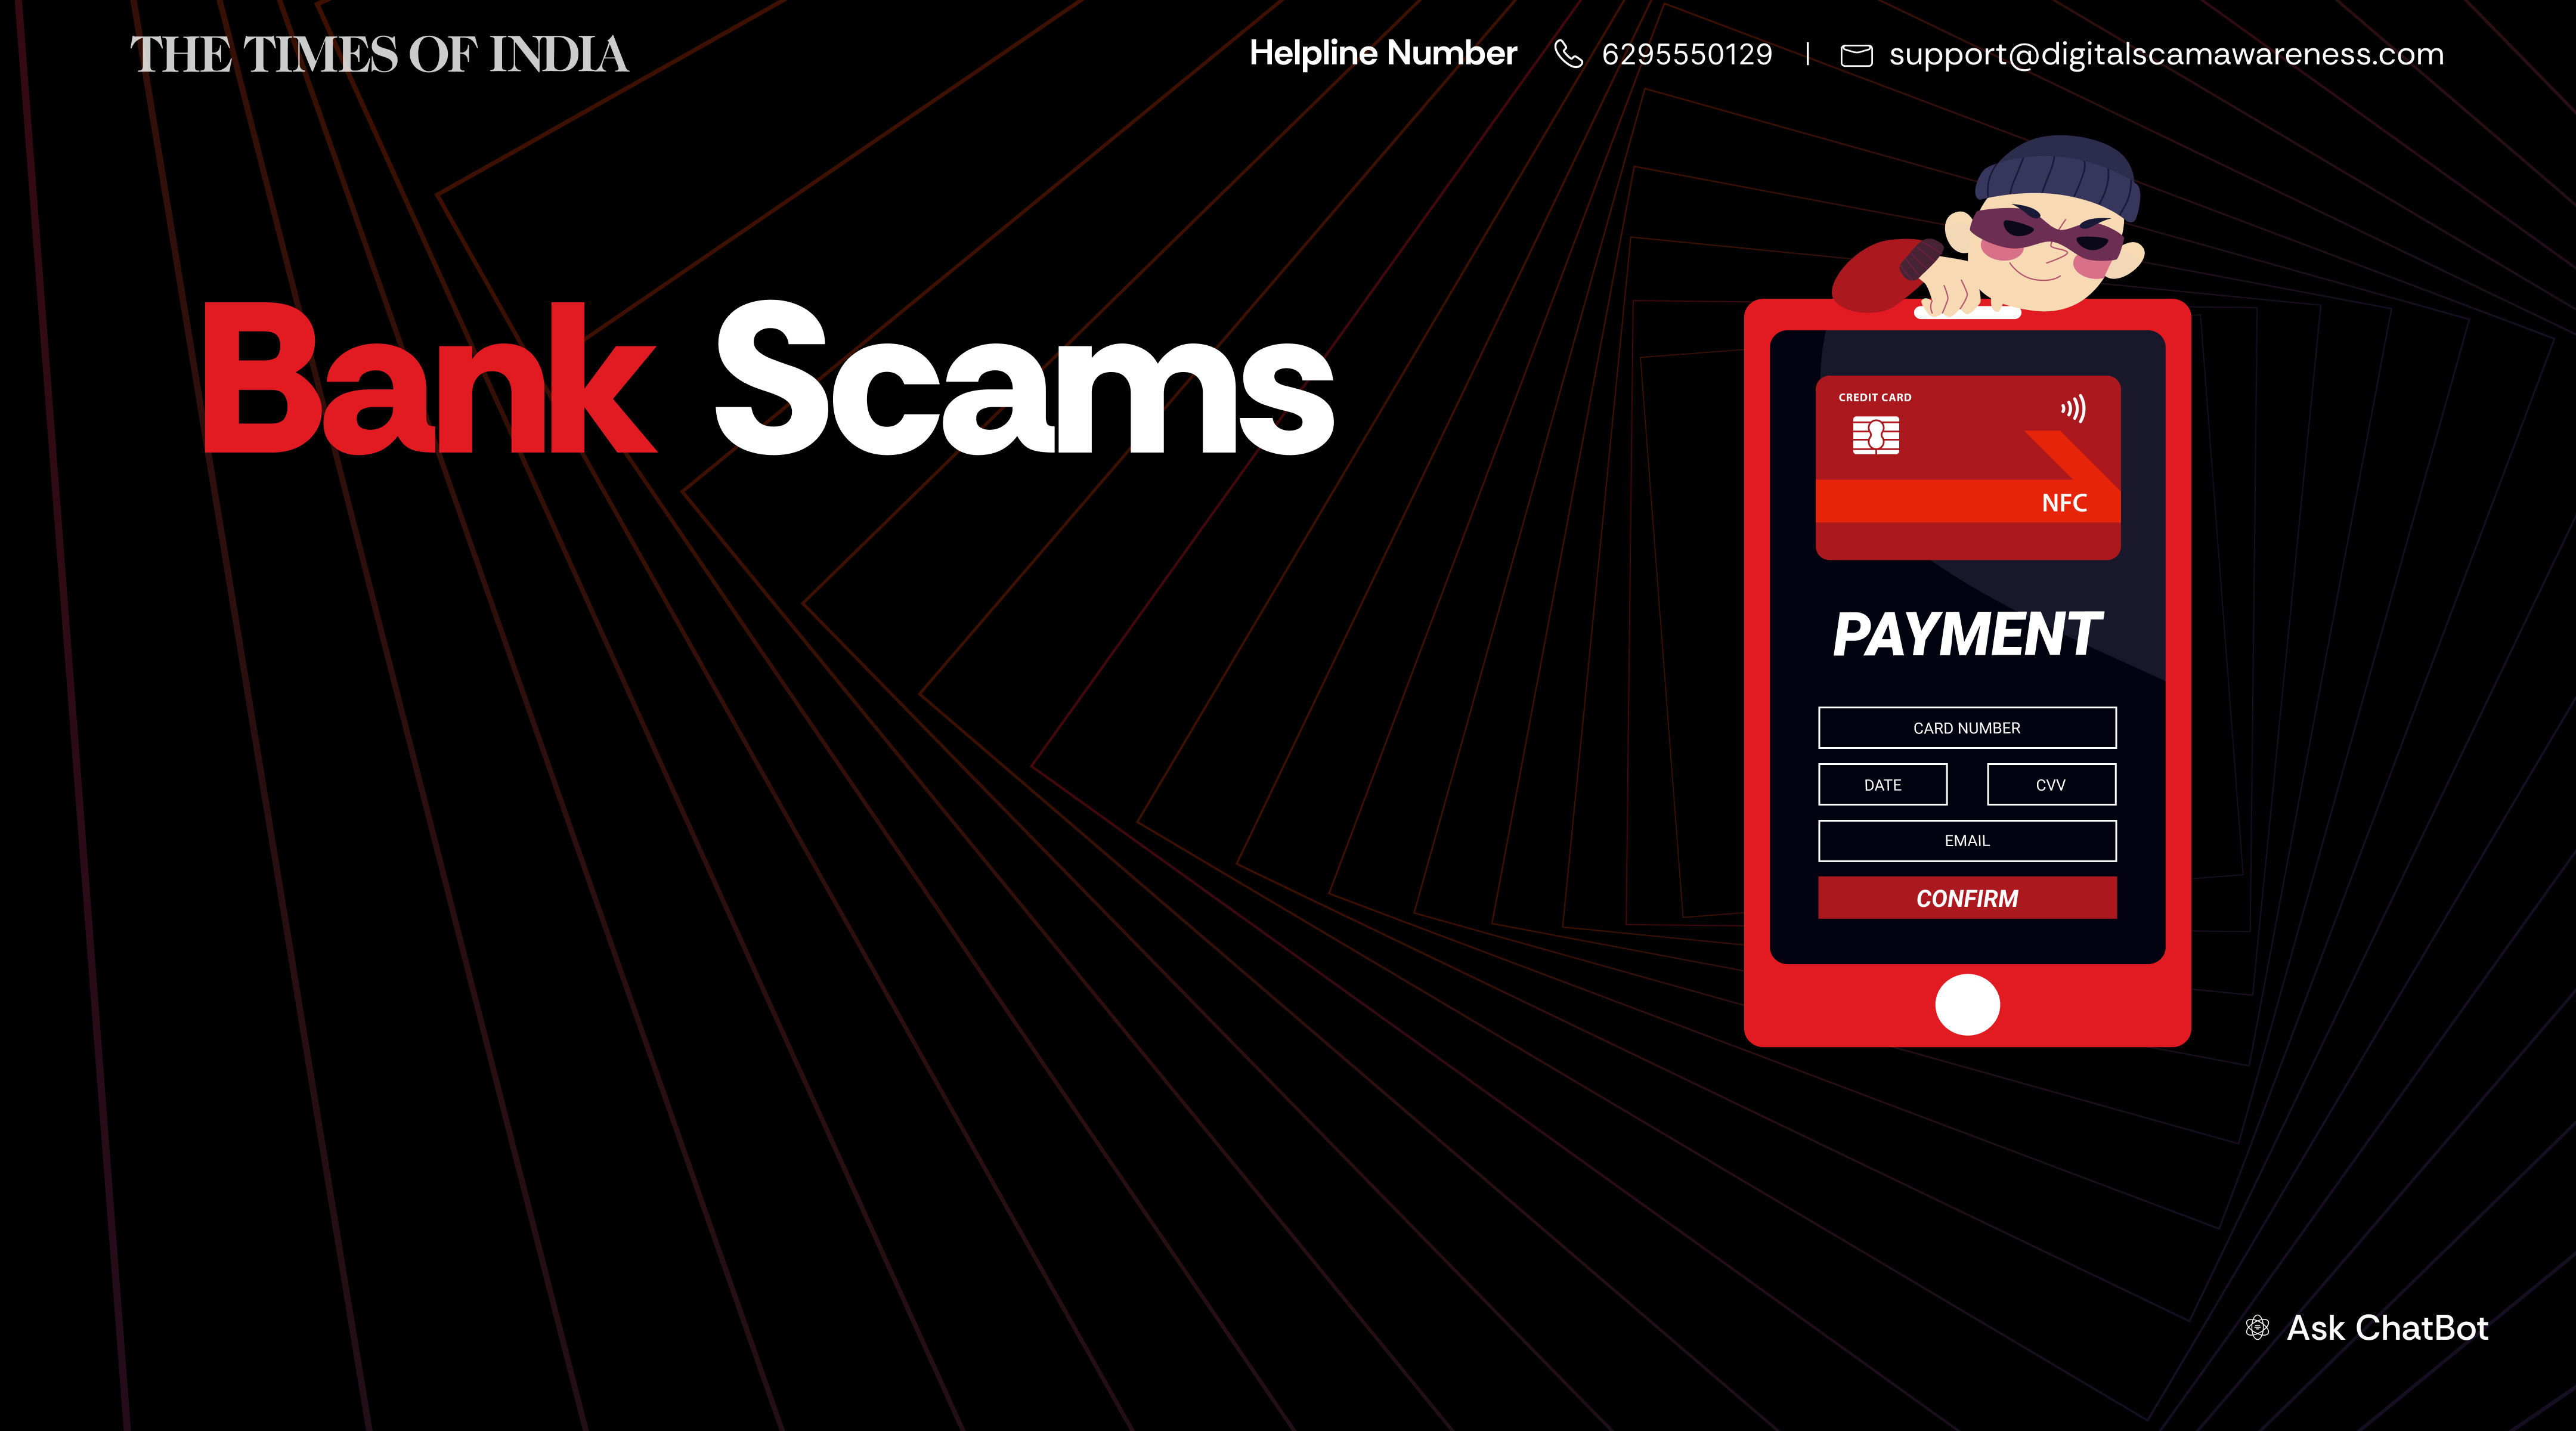 THE TIMES OF INDIA
Helpline Number 6295550129 | support@digitalscamawareness.com
Bank Scams
CREDIT CARD
NFC
PAYMENT
CARD NUMBER
DATE CVV
EMAIL
CONFIRM
Ask ChatBot